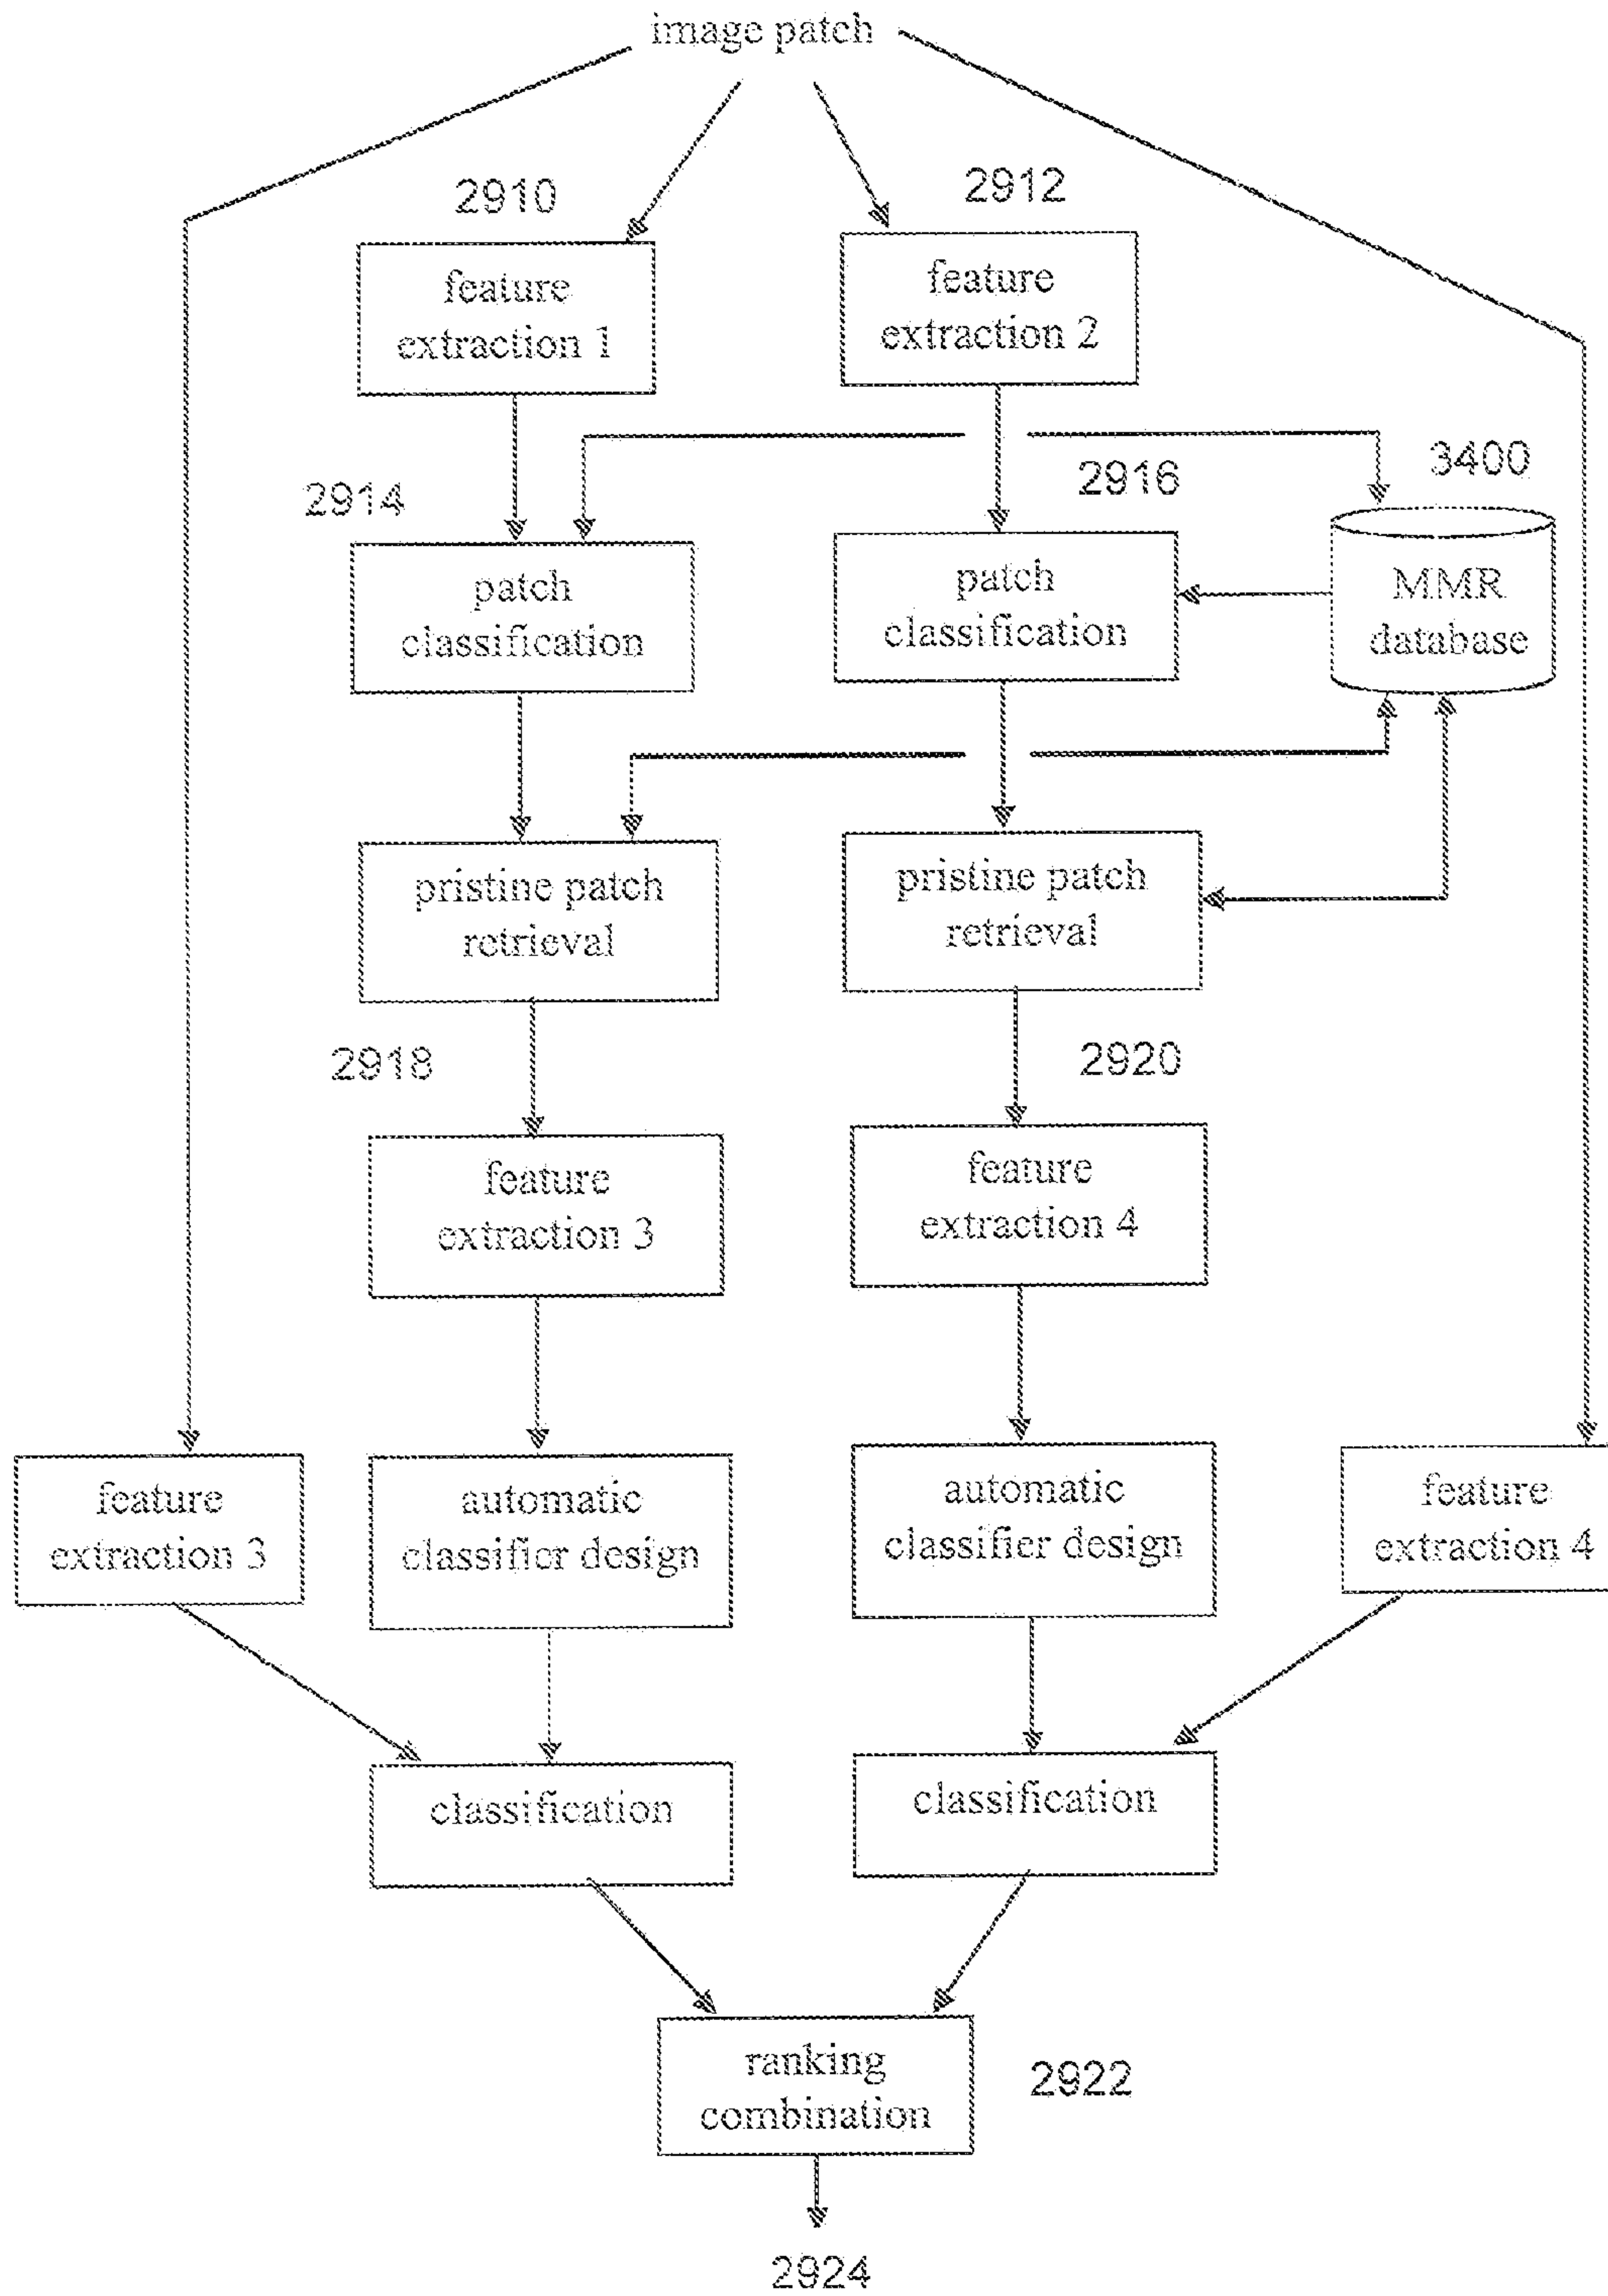 image patch
2910
2912
feature
extraction 1
feature
extraction 2
2914
2916
3400
patch
classification
patch
classification
MMR
database
pristine patch
retrieval
pristine patch
retrieval
2918
2920
feature
extraction 3
feature
extraction 4
feature
extraction 3
automatic
classifier design
automatic
classifier design
feature
extraction 4
classification
classification
ranking
combination
2922
2924